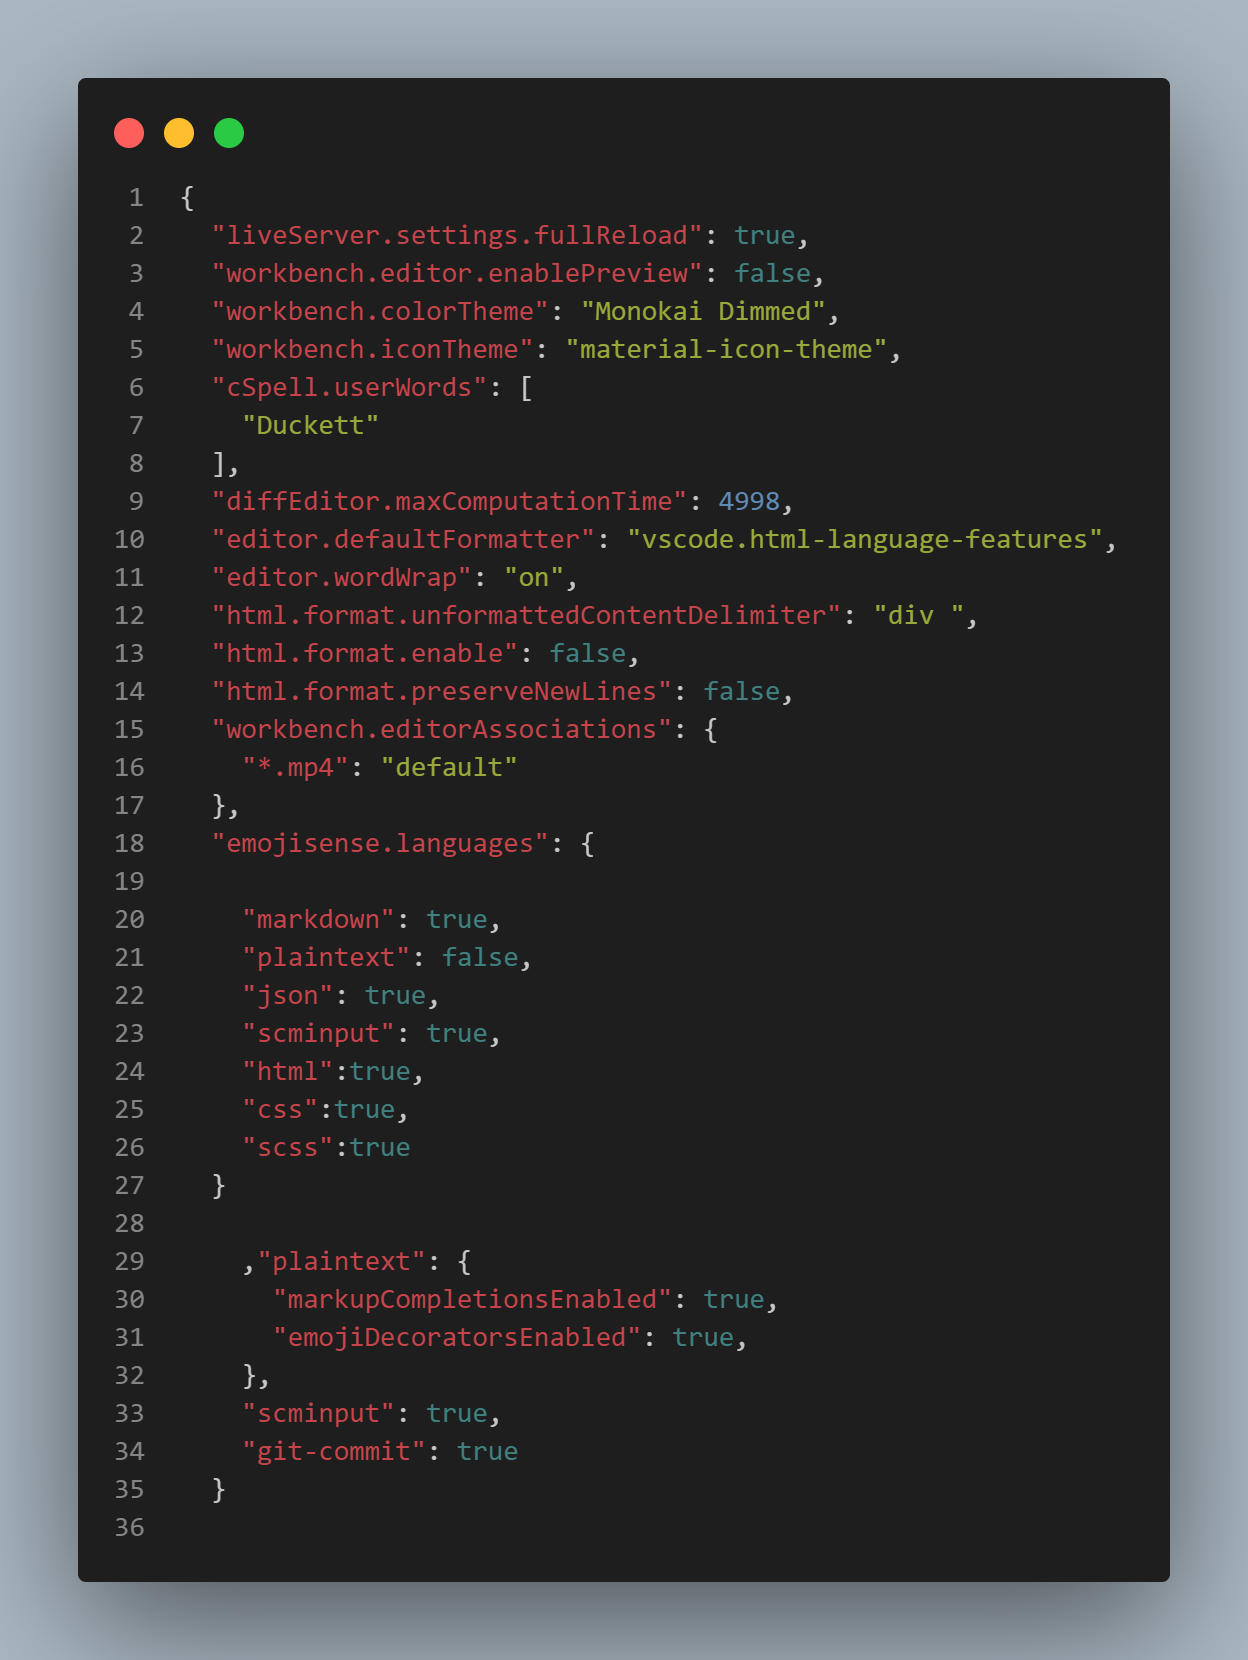 1 {
2   "liveServer.settings.fullReload": true,
3   "workbench.editor.enablePreview": false,
4   "workbench.colorTheme": "Monokai Dimmed",
5   "workbench.iconTheme": "material-icon-theme",
6   "cSpell.userWords": [
7     "Duckett"
8   ],
9   "diffEditor.maxComputationTime": 4998,
10   "editor.defaultFormatter": "vscode.html-language-features",
11   "editor.wordWrap": "on",
12   "html.format.unformattedContentDelimiter": "div ",
13   "html.format.enable": false,
14   "html.format.preserveNewLines": false,
15   "workbench.editorAssociations": {
16     "*.mp4": "default"
17   },
18   "emojisense.languages": {
19
20     "markdown": true,
21     "plaintext": false,
22     "json": true,
23     "scminput": true,
24     "html":true,
25     "css":true,
26     "scss":true
27   }
28
29     ,"plaintext": {
30       "markupCompletionsEnabled": true,
31       "emojiDecoratorsEnabled": true,
32     },
33     "scminput": true,
34     "git-commit": true
35   }
36